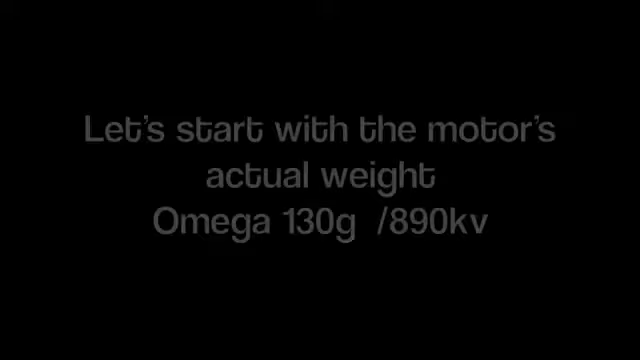 Let's start with the motor's
actual weight
Omega 130g  /890kv